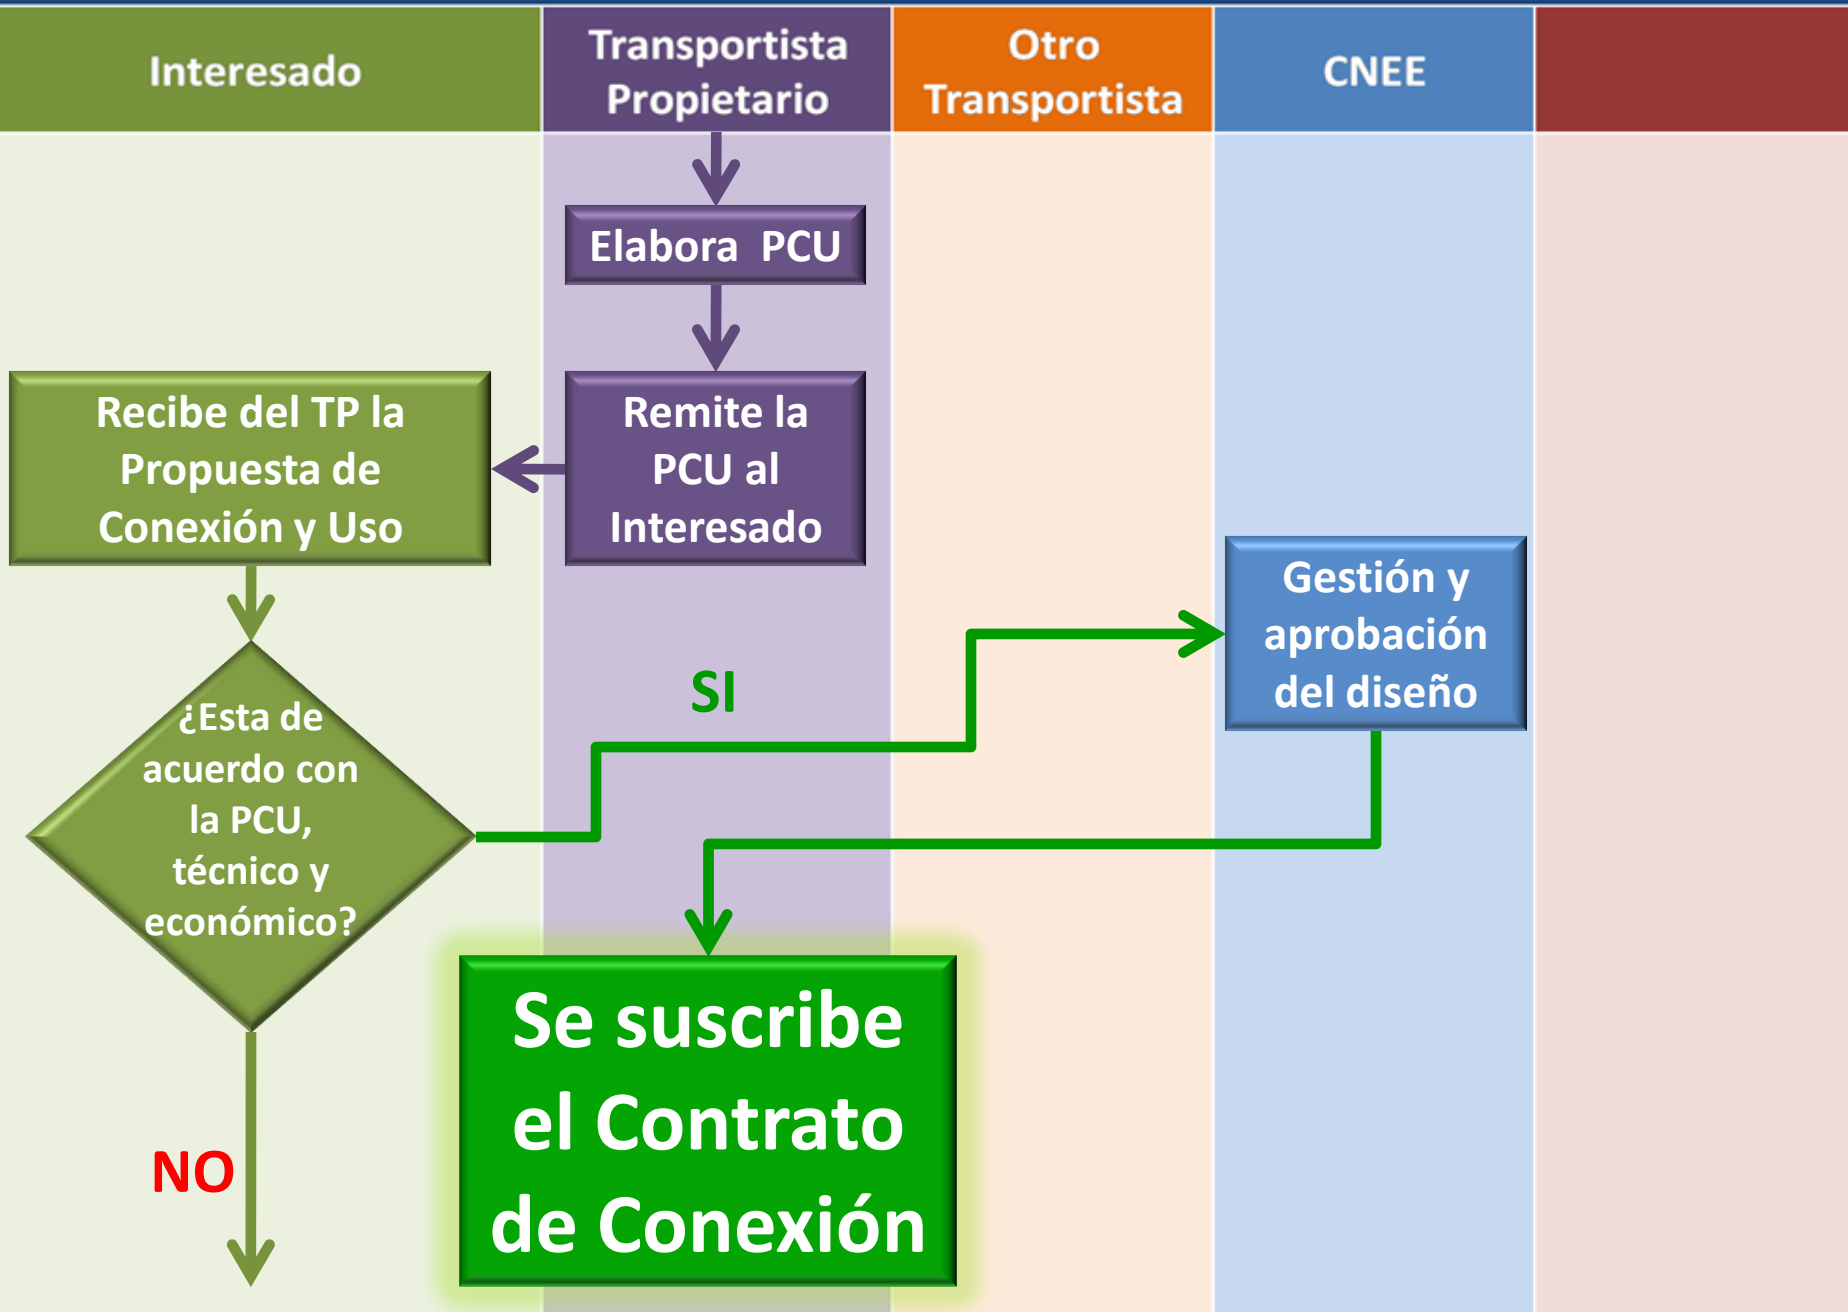 Interesado
Transportista
Propietario
Otro
Transportista
CNEE
Elabora PCU
Recibe del TP la
Propuesta de
Conexión y Uso
Remite la
PCU al
Interesado
Gestión y
aprobación
del diseño
SI
¿Esta de
acuerdo con
la PCU,
técnico y
económico?
Se suscribe
el Contrato
de Conexión
NO